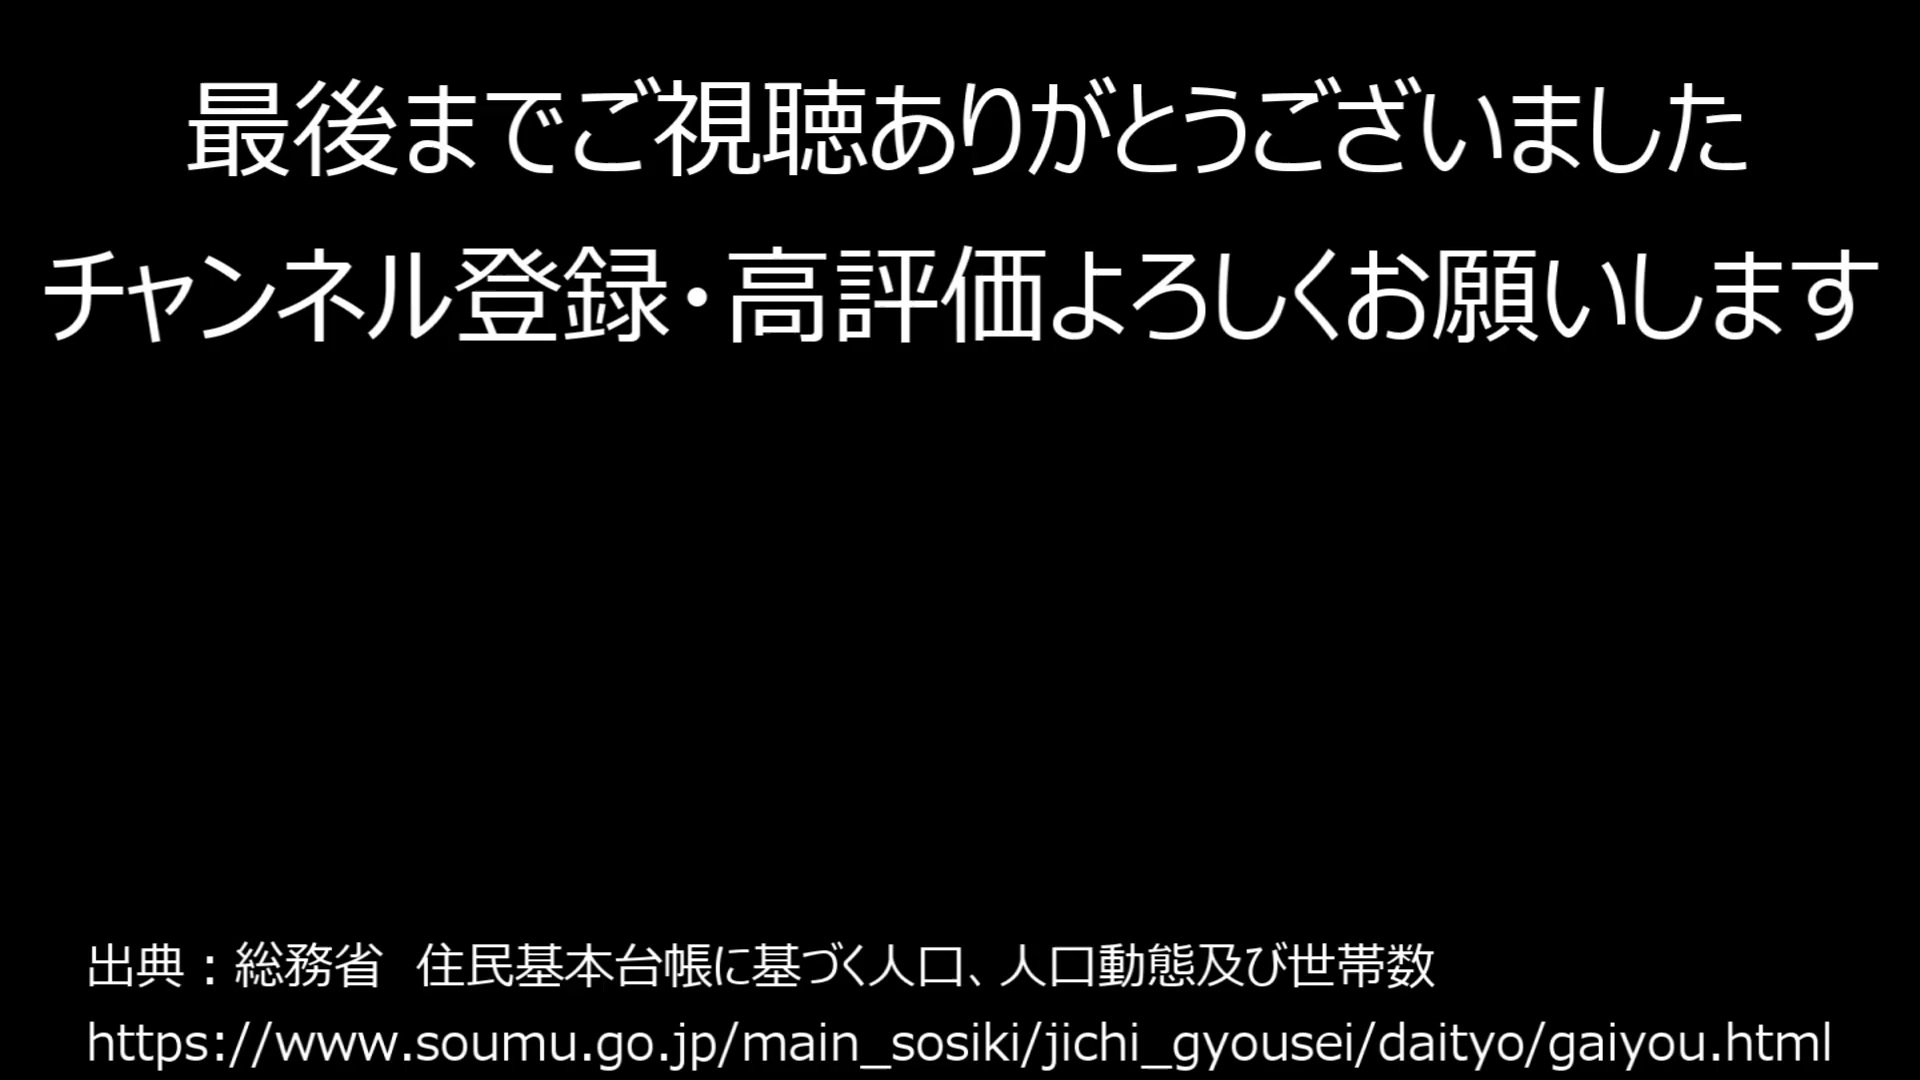 最後までご視聴ありがとうございました
チャンネル登録・高評価よろしくお願いします
出典：総務省　住民基本台帳に基づく人口、人口動態及び世帯数
https://www.soumu.go.jp/main_sosiki/jichi_gyousei/daityo/gaiyou.html